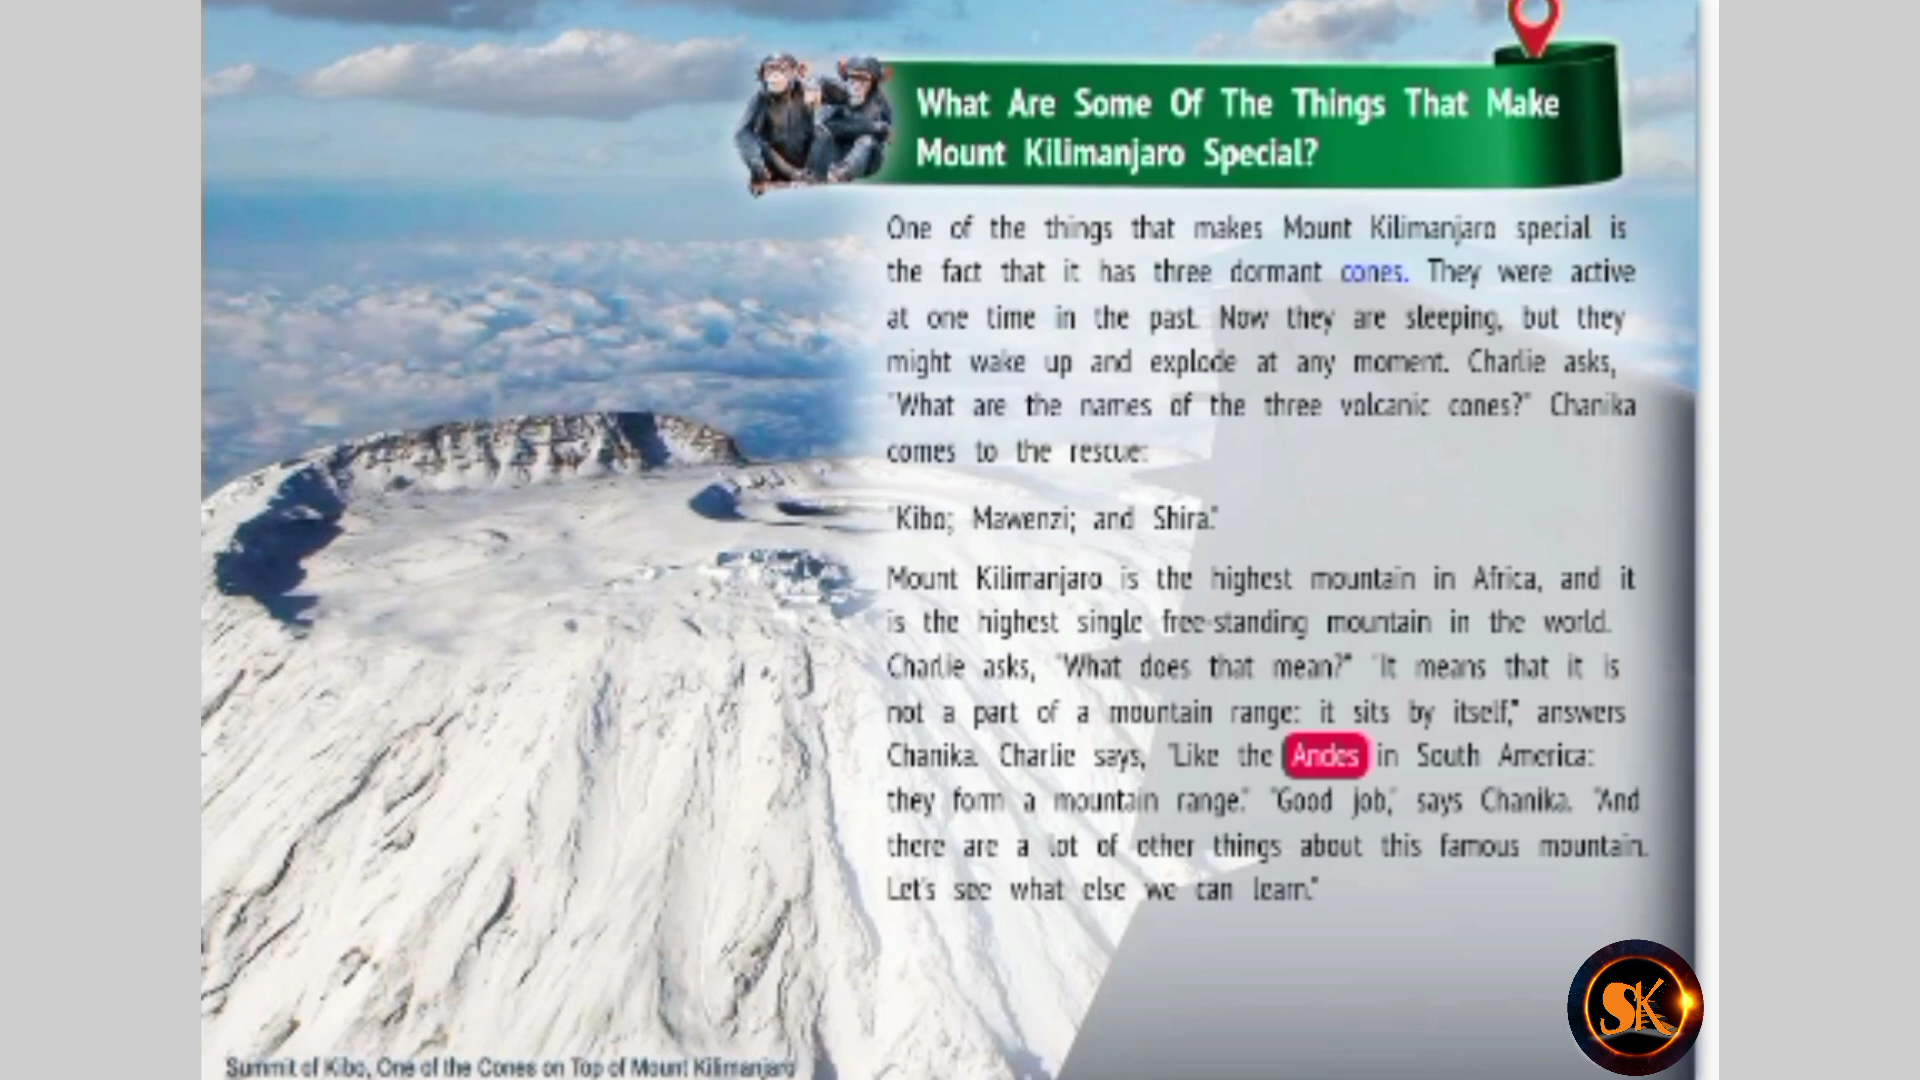 What Are Some Of The Things That Make
Mount Kilimanjaro Special?
One of the things that makes Mount Kilimanjaro special is
the fact that it has three dormant cones. They were active
at one time in the past. Now they are sleeping, but they
might wake up and explode at any moment. Charlie asks,
"What are the names of the three volcanic cones?" Chanika
comes to the rescue:
"Kibo; Mawenzi; and Shira."
Mount Kilimanjaro is the highest mountain in Africa, and it
is the highest single free-standing mountain in the world.
Charlie asks, "What does that mean?" "It means that it is
not a part of a mountain range: it sits by itself," answers
Chanika. Charlie says, "Like the Andes in South America:
they form a mountain range." "Good job," says Chanika. "And
there are a lot of other things about this famous mountain.
Let's see what else we can learn."
Summit of Kibo, One of the Cones on Top of Mount Kilimanjaro
SK